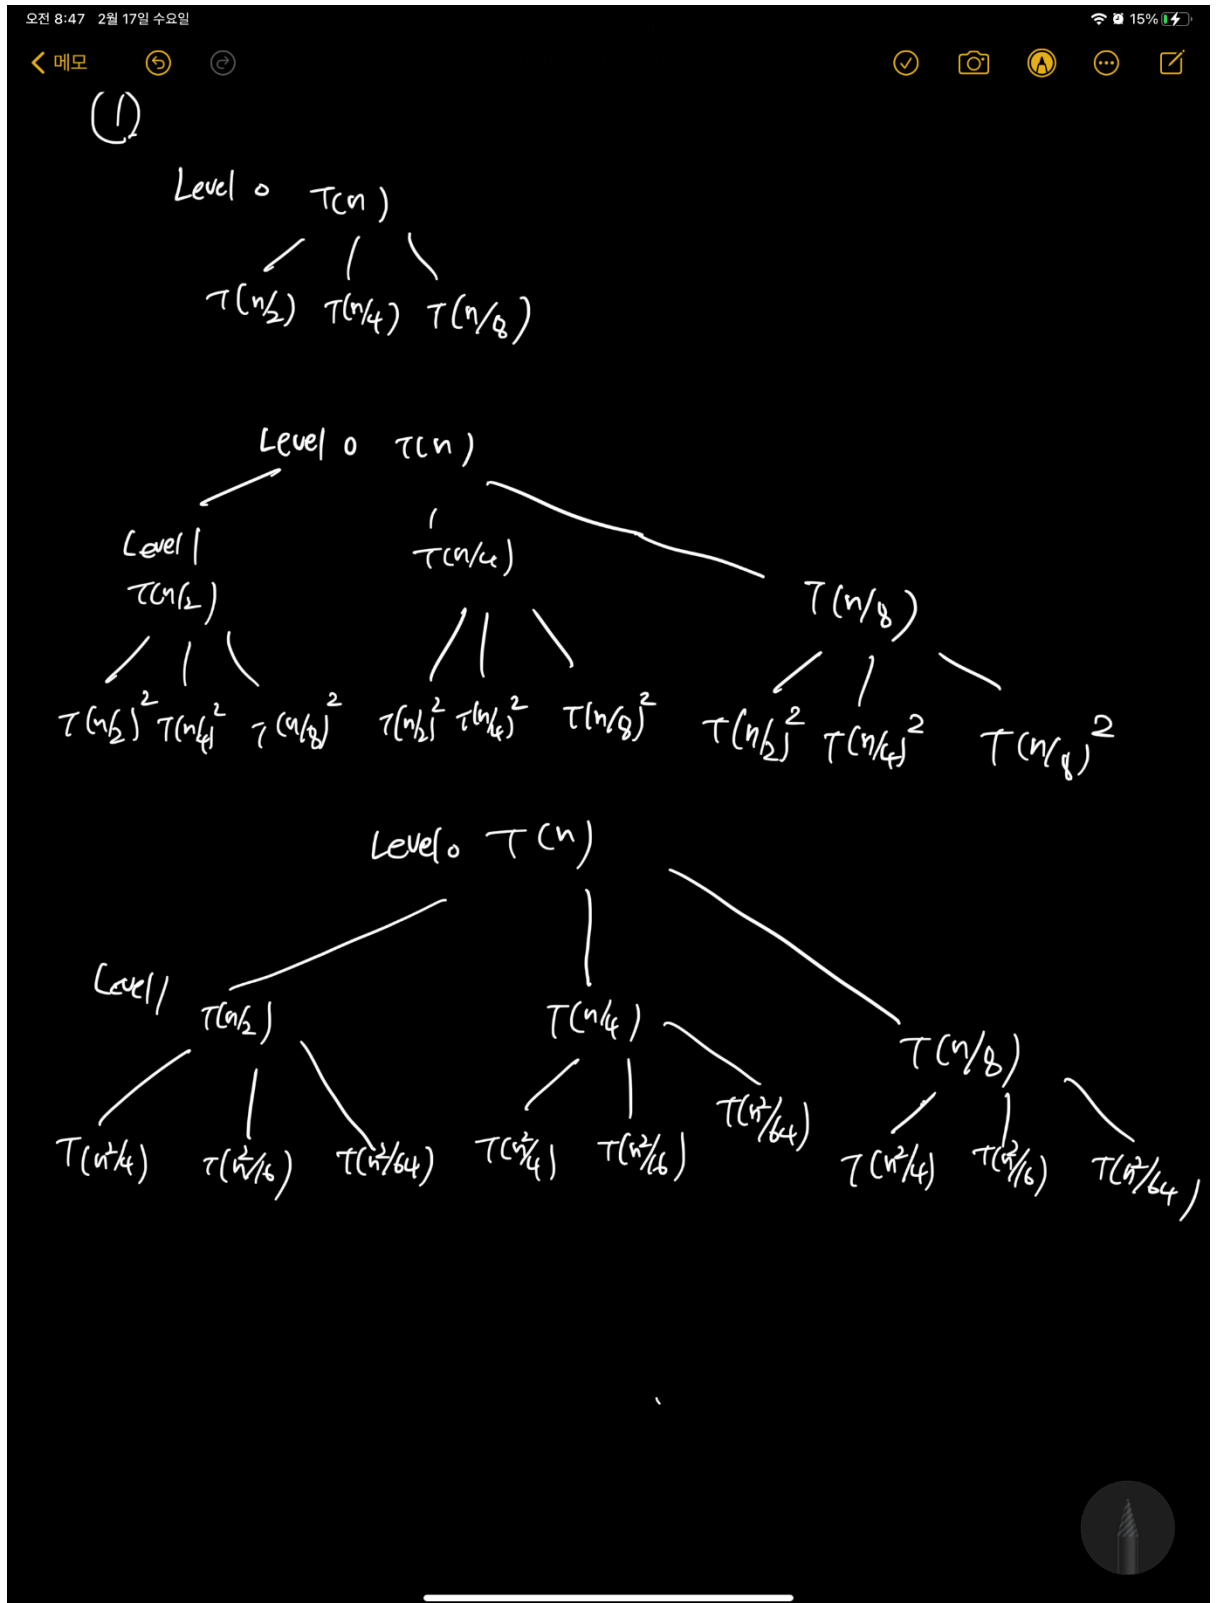 오전 8:47 2월 17일 수요일 15%
메모
①
Level 0 T(n)
T(n/2) T(n/4) T(n/8)
Level 0 T(n)
Level 1 T(n/4)
T(n/2) T(n/8)
T(n/2)² T(n/4)² T(n/8)² T(n/2)² T(n/4)² T(n/8)² T(n/2)² T(n/4)² T(n/8)²
Level 0 T(n)
Level 1
T(n/2) T(n/4) T(n/8)
T(n²/4) T(n²/16) T(n²/64) T(n²/4) T(n²/16) T(n²/64) T(n²/4) T(n²/16) T(n²/64)